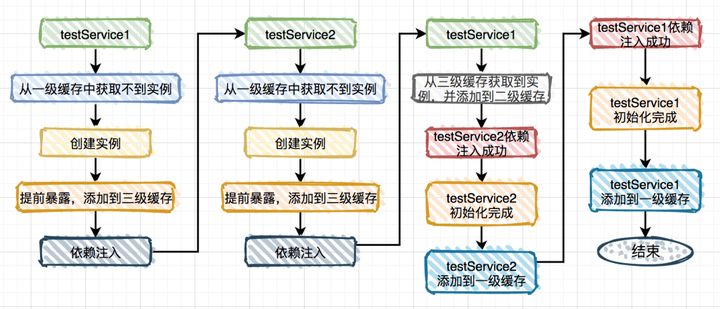 testService1
从一级缓存中获取不到实例
创建实例
提前暴露，添加到三级缓存
依赖注入
testService2
从一级缓存中获取不到实例
创建实例
提前暴露，添加到三级缓存
依赖注入
testService1
从三级缓存获取到实
例，并添加到二级缓存
testService2依赖
注入成功
testService2
初始化完成
testService2
添加到一级缓存
testService1依赖
注入成功
testService1
初始化完成
testService1
添加到一级缓存
结束